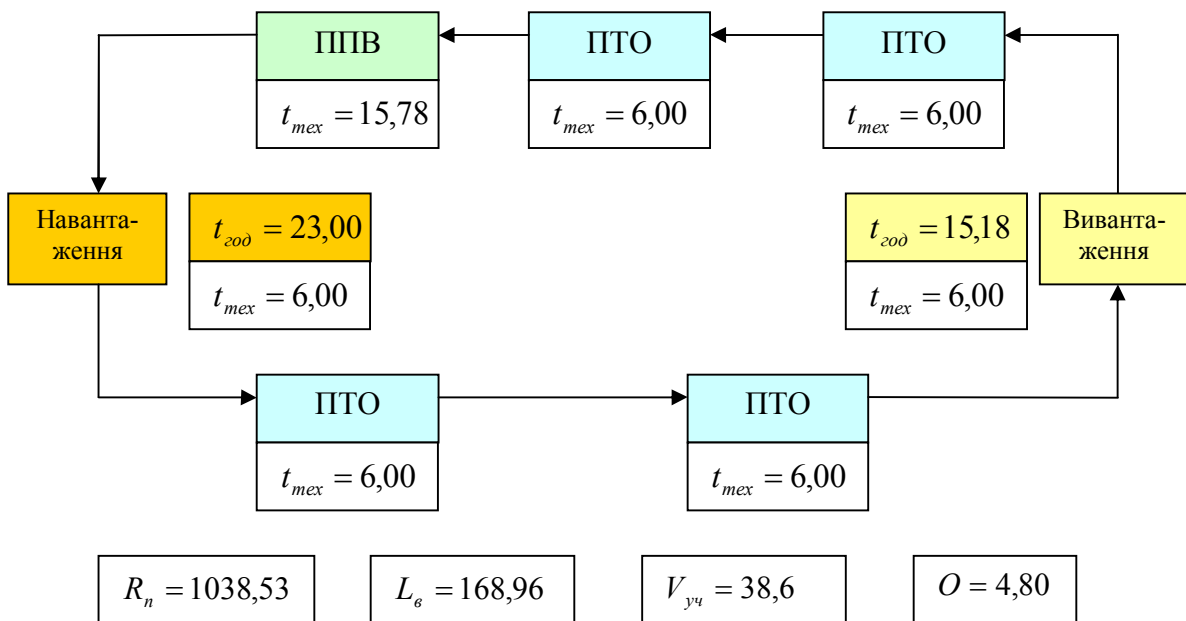 ППВ
ПТО
ПТО
t_тех = 15,78
t_тех = 6,00
t_тех = 6,00
Наванта-
ження
t_год = 23,00
t_тех = 6,00
t_год = 15,18
t_тех = 6,00
Виванта-
ження
ПТО
ПТО
t_тех = 6,00
t_тех = 6,00
R_п = 1038,53
L_в = 168,96
V_уч = 38,6
O = 4,80